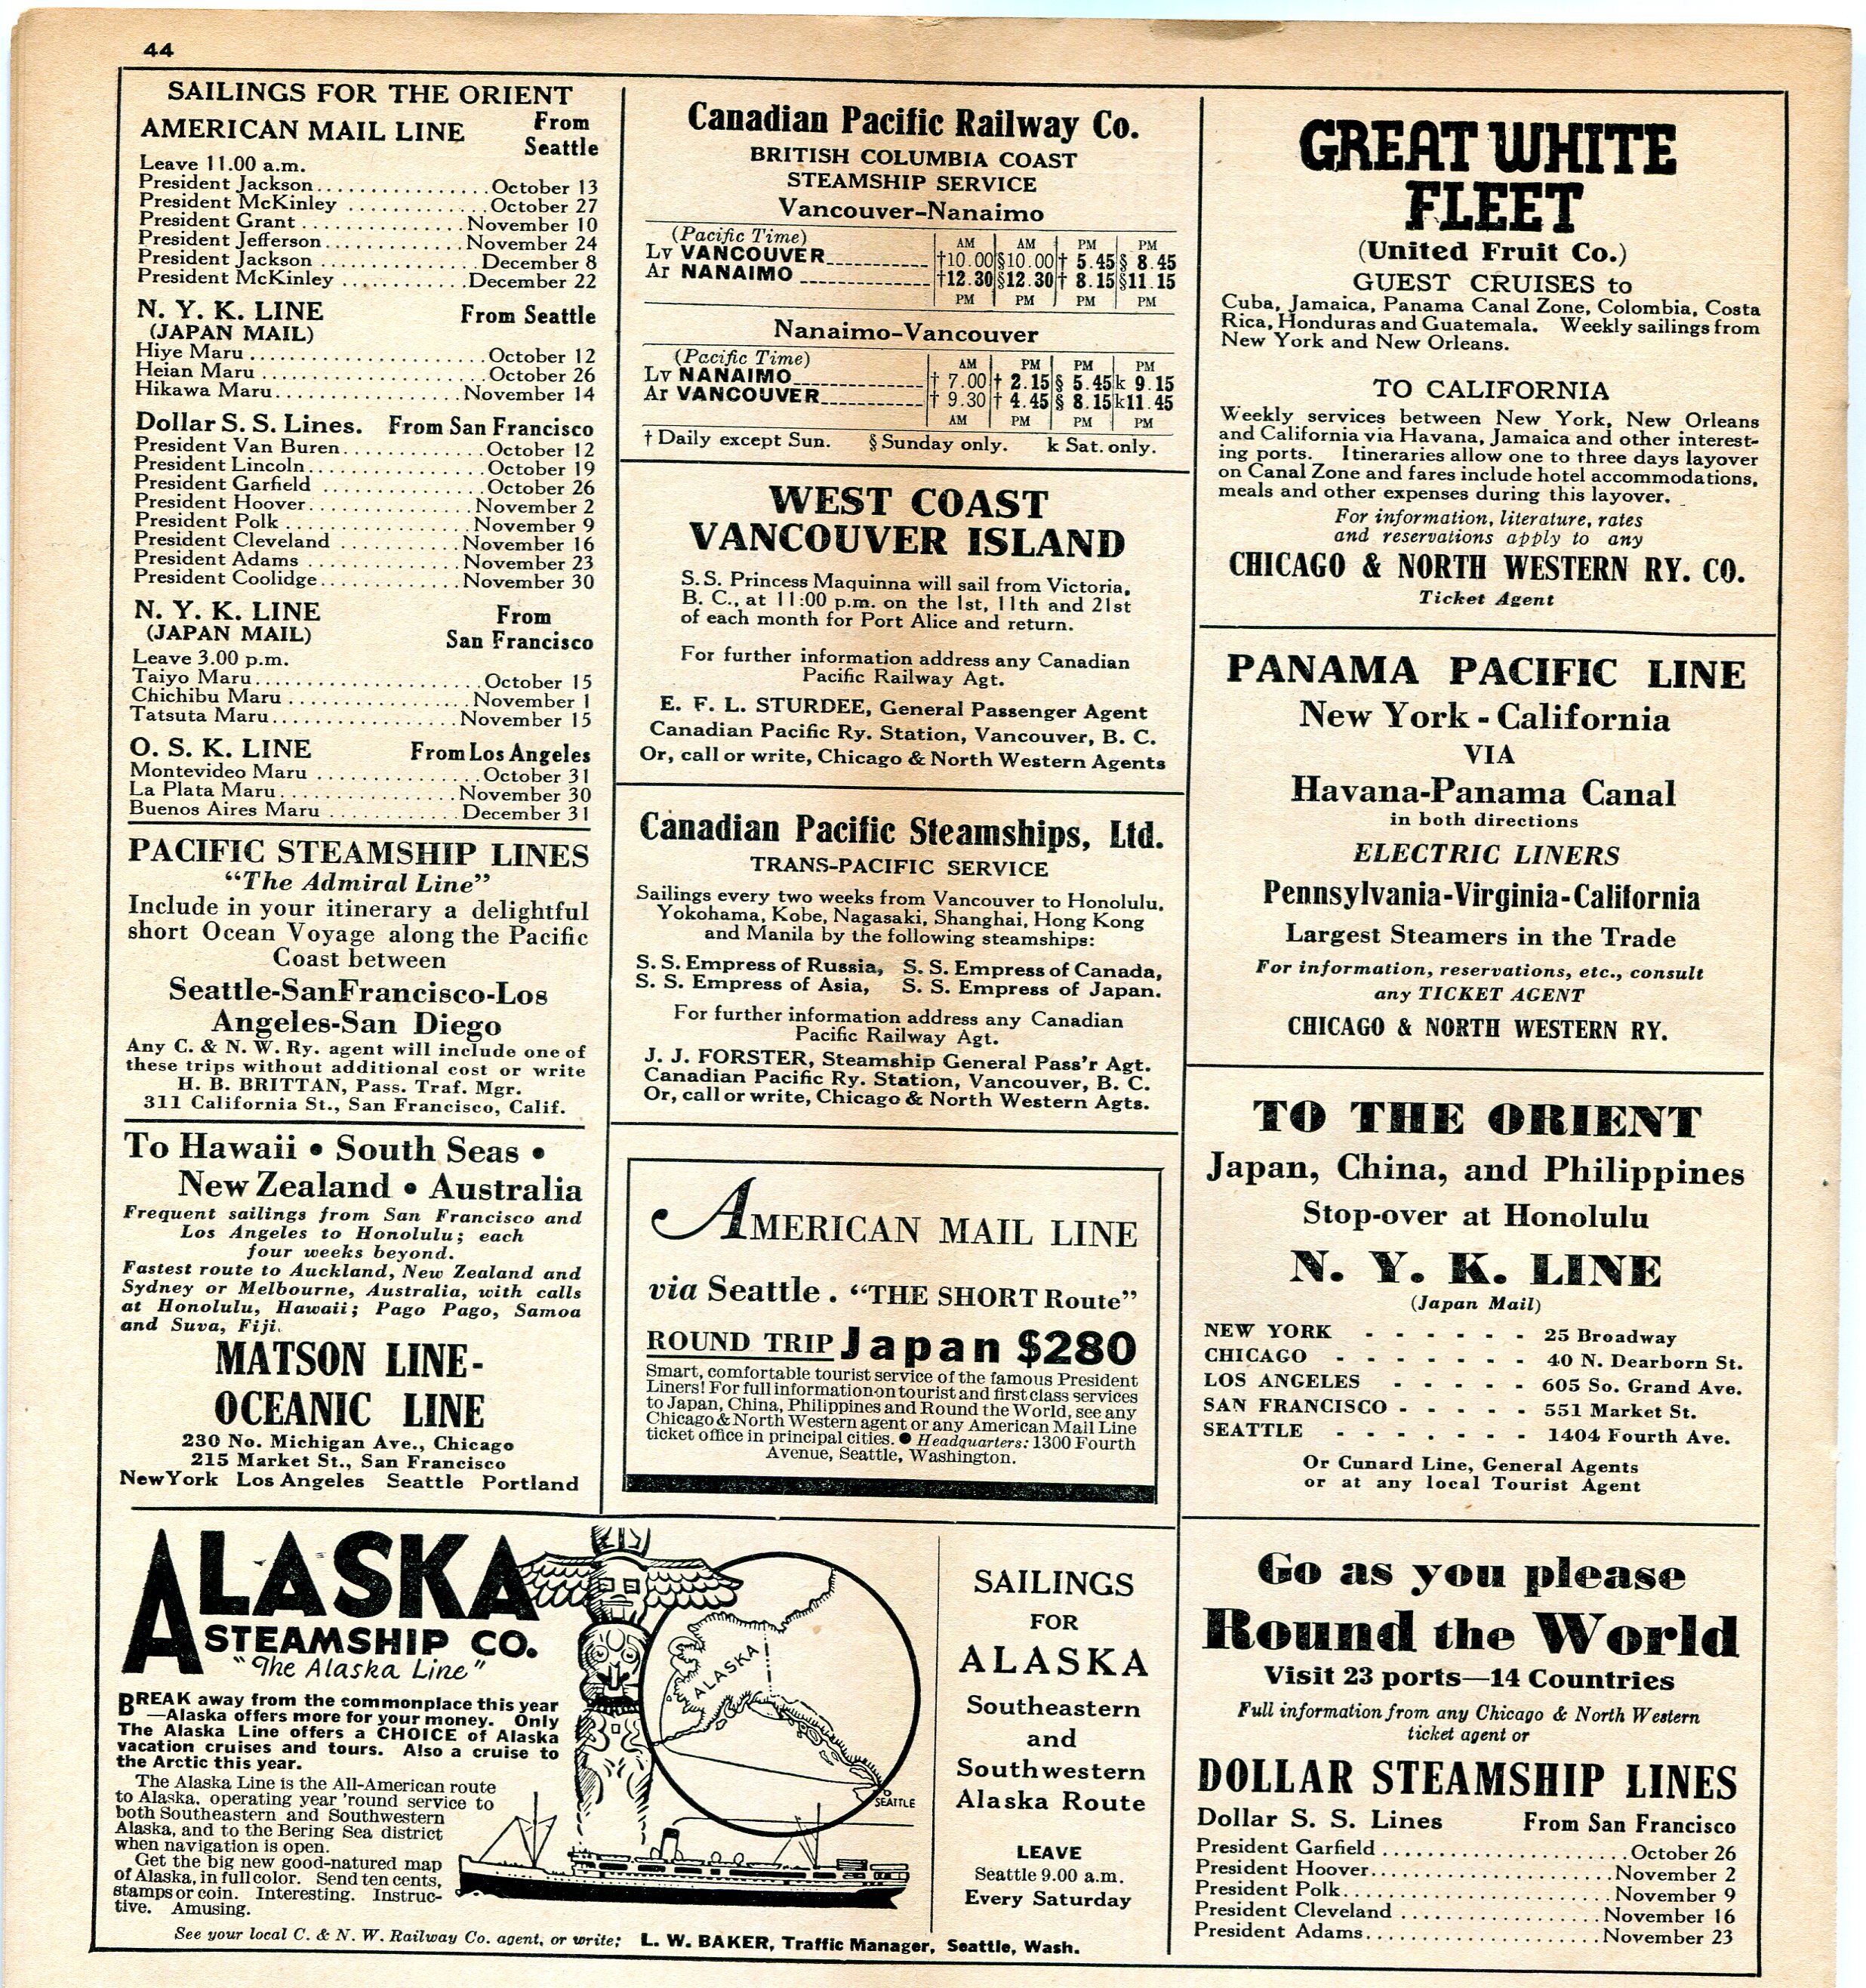 44
SAILINGS FOR THE ORIENT
AMERICAN MAIL LINE From Seattle
Leave 11.00 a.m.
President Jackson................October 13
President McKinley ..............October 27
President Grant ................November 10
President Jefferson.............November 24
President Jackson ...............December 8
President McKinley .............December 22
N. Y. K. LINE From Seattle
(JAPAN MAIL)
Hiye Maru ........................October 12
Heian Maru .......................October 26
Hikawa Maru.....................November 14
Dollar S. S. Lines. From San Francisco
President Van Buren..............October 12
President Lincoln................October 19
President Garfield ..............October 26
President Hoover................November 2
President Polk .................November 9
President Cleveland ...........November 16
President Adams ...............November 23
President Coolidge.............November 30
N. Y. K. LINE From
(JAPAN MAIL) San Francisco
Leave 3.00 p.m.
Taiyo Maru......................October 15
Chichibu Maru ..................November 1
Tatsuta Maru...................November 15
O. S. K. LINE From Los Angeles
Montevideo Maru ................October 31
La Plata Maru..................November 30
Buenos Aires Maru ..............December 31
PACIFIC STEAMSHIP LINES
"The Admiral Line"
Include in your itinerary a delightful
short Ocean Voyage along the Pacific
Coast between
Seattle-SanFrancisco-Los
Angeles-San Diego
Any C. & N. W. Ry. agent will include one of
these trips without additional cost or write
H. B. BRITTAN, Pass. Traf. Mgr.
311 California St., San Francisco, Calif.
To Hawaii • South Seas •
New Zealand • Australia
Frequent sailings from San Francisco and
Los Angeles to Honolulu; each
four weeks beyond.
Fastest route to Auckland, New Zealand and
Sydney or Melbourne, Australia, with calls
at Honolulu, Hawaii; Pago Pago, Samoa
and Suva, Fiji.
MATSON LINE-
OCEANIC LINE
230 No. Michigan Ave., Chicago
215 Market St., San Francisco
NewYork Los Angeles Seattle Portland
Canadian Pacific Railway Co.
BRITISH COLUMBIA COAST
STEAMSHIP SERVICE
Vancouver-Nanaimo
(Pacific Time) AM AM PM PM
Lv VANCOUVER †10.00 §10.00 † 5.45 § 8.45
Ar NANAIMO †12.30 §12.30 † 8.15 §11.15
PM PM PM PM
Nanaimo-Vancouver
(Pacific Time) AM PM PM PM
Lv NANAIMO † 7.00 † 2.15 § 5.45 k 9.15
Ar VANCOUVER † 9.30 † 4.45 § 8.15 k11.45
AM PM PM PM
† Daily except Sun. § Sunday only. k Sat. only.
WEST COAST
VANCOUVER ISLAND
S. S. Princess Maquinna will sail from Victoria,
B. C., at 11:00 p.m. on the 1st, 11th and 21st
of each month for Port Alice and return.
For further information address any Canadian
Pacific Railway Agt.
E. F. L. STURDEE, General Passenger Agent
Canadian Pacific Ry. Station, Vancouver, B. C.
Or, call or write, Chicago & North Western Agents
Canadian Pacific Steamships, Ltd.
TRANS-PACIFIC SERVICE
Sailings every two weeks from Vancouver to Honolulu,
Yokohama, Kobe, Nagasaki, Shanghai, Hong Kong
and Manila by the following steamships:
S. S. Empress of Russia, S. S. Empress of Canada,
S. S. Empress of Asia, S. S. Empress of Japan.
For further information address any Canadian
Pacific Railway Agt.
J. J. FORSTER, Steamship General Pass'r Agt.
Canadian Pacific Ry. Station, Vancouver, B. C.
Or, call or write, Chicago & North Western Agts.
AMERICAN MAIL LINE
via Seattle . "THE SHORT Route"
ROUND TRIP Japan $280
Smart, comfortable tourist service of the famous President
Liners! For full information on tourist and first class services
to Japan, China, Philippines and Round the World, see any
Chicago & North Western agent or any American Mail Line
ticket office in principal cities. ● Headquarters: 1300 Fourth
Avenue, Seattle, Washington.
GREAT WHITE
FLEET
(United Fruit Co.)
GUEST CRUISES to
Cuba, Jamaica, Panama Canal Zone, Colombia, Costa
Rica, Honduras and Guatemala. Weekly sailings from
New York and New Orleans.
TO CALIFORNIA
Weekly services between New York, New Orleans
and California via Havana, Jamaica and other interest-
ing ports. Itineraries allow one to three days layover
on Canal Zone and fares include hotel accommodations,
meals and other expenses during this layover.
For information, literature, rates
and reservations apply to any
CHICAGO & NORTH WESTERN RY. CO.
Ticket Agent
PANAMA PACIFIC LINE
New York - California
VIA
Havana-Panama Canal
in both directions
ELECTRIC LINERS
Pennsylvania-Virginia-California
Largest Steamers in the Trade
For information, reservations, etc., consult
any TICKET AGENT
CHICAGO & NORTH WESTERN RY.
TO THE ORIENT
Japan, China, and Philippines
Stop-over at Honolulu
N. Y. K. LINE
(Japan Mail)
NEW YORK - - - - - - 25 Broadway
CHICAGO - - - - - - - 40 N. Dearborn St.
LOS ANGELES - - - - - 605 So. Grand Ave.
SAN FRANCISCO - - - - - 551 Market St.
SEATTLE - - - - - - - 1404 Fourth Ave.
Or Cunard Line, General Agents
or at any local Tourist Agent
ALASKA
STEAMSHIP CO.
"The Alaska Line"
BREAK away from the commonplace this year
—Alaska offers more for your money. Only
The Alaska Line offers a CHOICE of Alaska
vacation cruises and tours. Also a cruise to
the Arctic this year.
The Alaska Line is the All-American route
to Alaska, operating year 'round service to
both Southeastern and Southwestern
Alaska, and to the Bering Sea district
when navigation is open.
Get the big new good-natured map
of Alaska, in full color. Send ten cents,
stamps or coin. Interesting. Instruc-
tive. Amusing.
ALASKA
SEATTLE
See your local C. & N. W. Railway Co. agent, or write; L. W. BAKER, Traffic Manager, Seattle, Wash.
SAILINGS
FOR
ALASKA
Southeastern
and
Southwestern
Alaska Route
LEAVE
Seattle 9.00 a.m.
Every Saturday
Go as you please
Round the World
Visit 23 ports—14 Countries
Full information from any Chicago & North Western
ticket agent or
DOLLAR STEAMSHIP LINES
Dollar S. S. Lines From San Francisco
President Garfield ......................October 26
President Hoover.......................November 2
President Polk.........................November 9
President Cleveland ..................November 16
President Adams.......................November 23